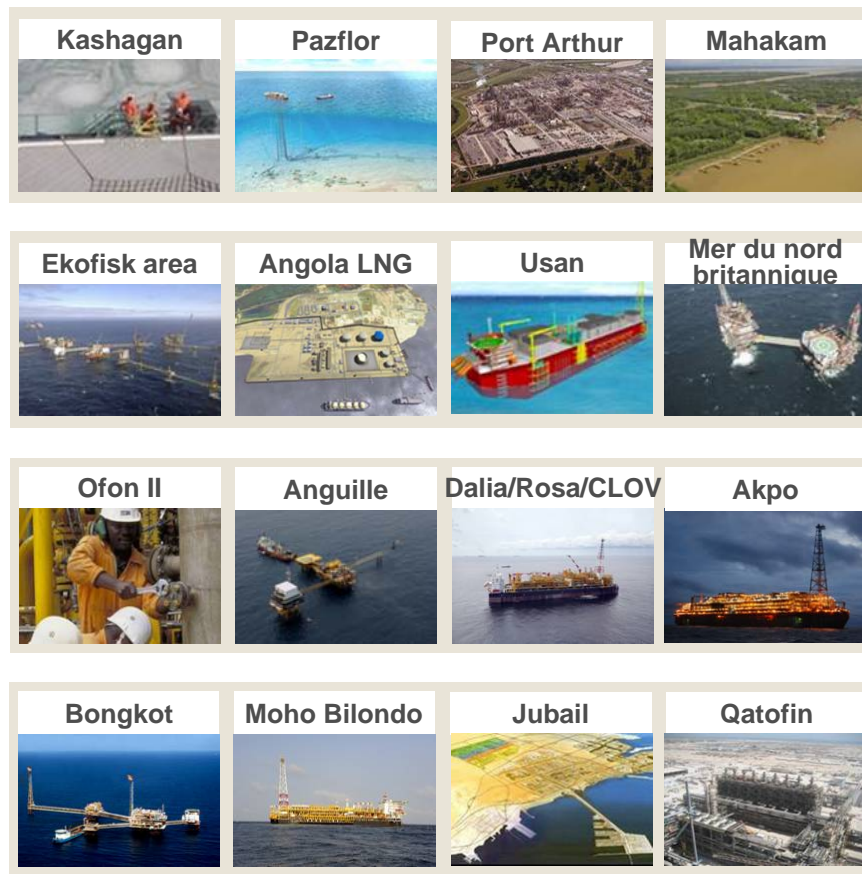 Kashagan
Pazflor
Port Arthur
Mahakam
Ekofisk area
Angola LNG
Usan
Mer du nord
britannique
Ofon II
Anguille
Dalia/Rosa/CLOV
Akpo
Bongkot
Moho Bilondo
Jubail
Qatofin